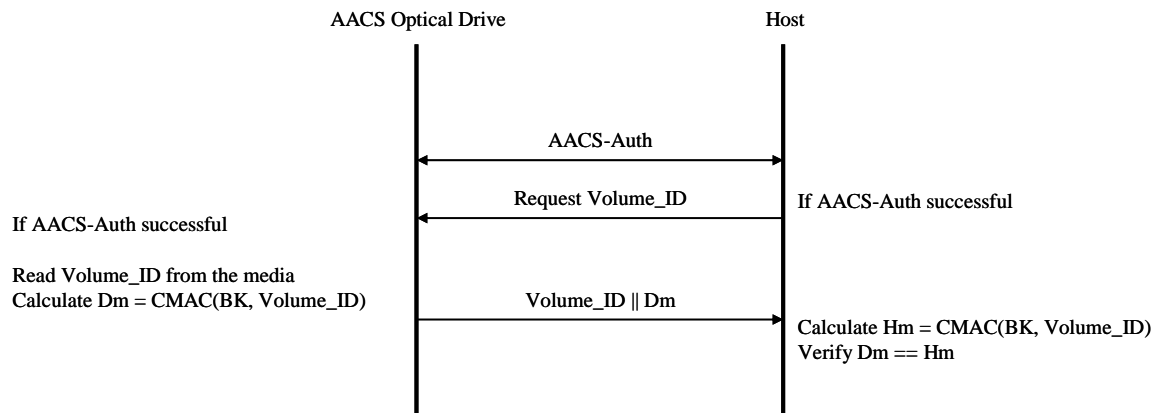 AACS Optical Drive
Host
AACS-Auth
Request Volume_ID
If AACS-Auth successful
If AACS-Auth successful
Read Volume_ID from the media
Calculate Dm = CMAC(BK, Volume_ID)
Volume_ID || Dm
Calculate Hm = CMAC(BK, Volume_ID)
Verify Dm == Hm